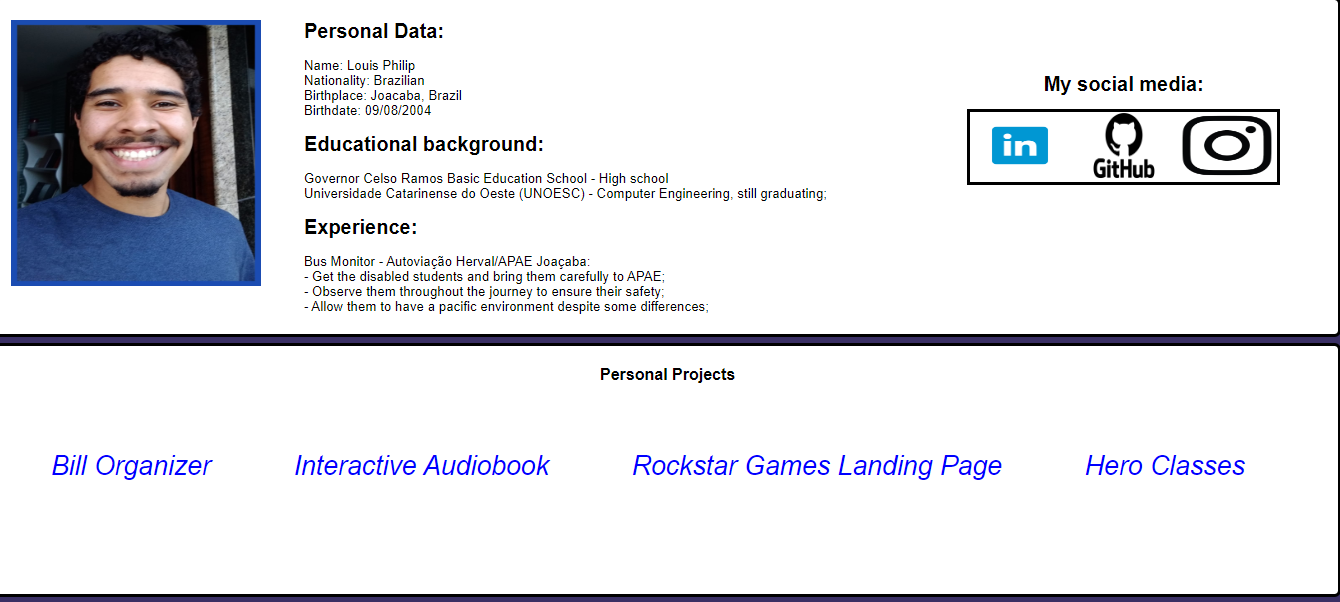 Personal Data:
Name: Louis Philip
Nationality: Brazilian
Birthplace: Joacaba, Brazil
Birthdate: 09/08/2004
Educational background:
Governor Celso Ramos Basic Education School - High school
Universidade Catarinense do Oeste (UNOESC) - Computer Engineering, still graduating;
Experience:
Bus Monitor - Autoviação Herval/APAE Joaçaba:
- Get the disabled students and bring them carefully to APAE;
- Observe them throughout the journey to ensure their safety;
- Allow them to have a pacific environment despite some differences;
My social media:
in
GitHub
Personal Projects
Bill Organizer
Interactive Audiobook
Rockstar Games Landing Page
Hero Classes